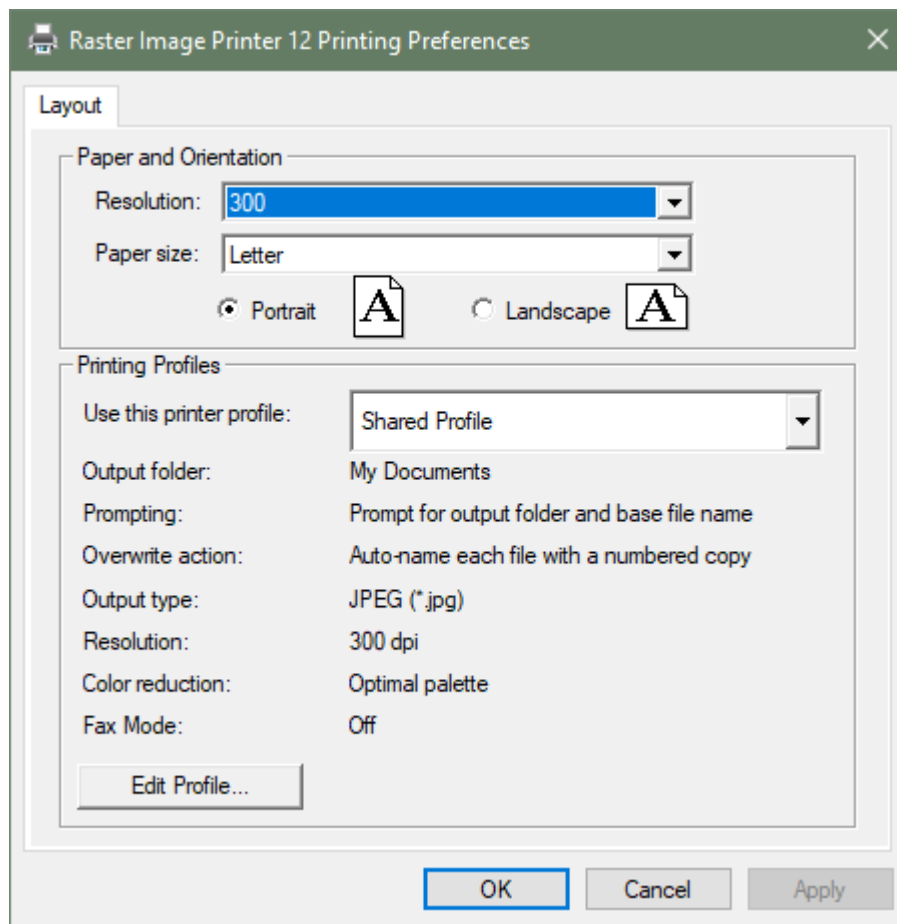 Raster Image Printer 12 Printing Preferences
Layout
Paper and Orientation
Resolution: 300
Paper size: Letter
Portrait A Landscape A
Printing Profiles
Use this printer profile: Shared Profile
Output folder: My Documents
Prompting: Prompt for output folder and base file name
Overwrite action: Auto-name each file with a numbered copy
Output type: JPEG (*.jpg)
Resolution: 300 dpi
Color reduction: Optimal palette
Fax Mode: Off
Edit Profile...
OK Cancel Apply